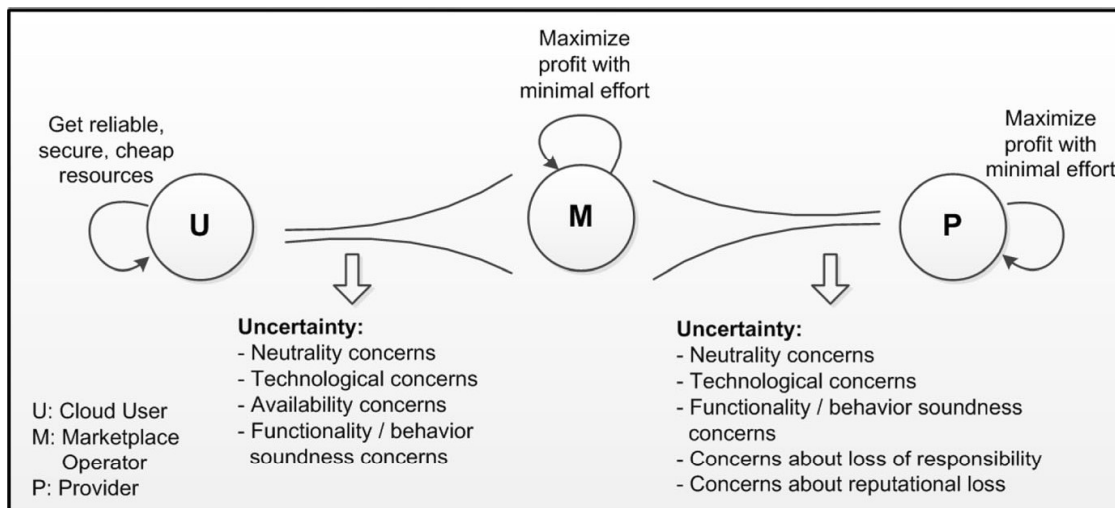 Maximize
profit with
minimal effort
Get reliable,
secure, cheap
resources
Maximize
profit with
minimal effort
U
M
P
Uncertainty:
- Neutrality concerns
- Technological concerns
- Availability concerns
- Functionality / behavior
soundness concerns
Uncertainty:
- Neutrality concerns
- Technological concerns
- Functionality / behavior soundness
concerns
- Concerns about loss of responsibility
- Concerns about reputational loss
U: Cloud User
M: Marketplace
Operator
P: Provider